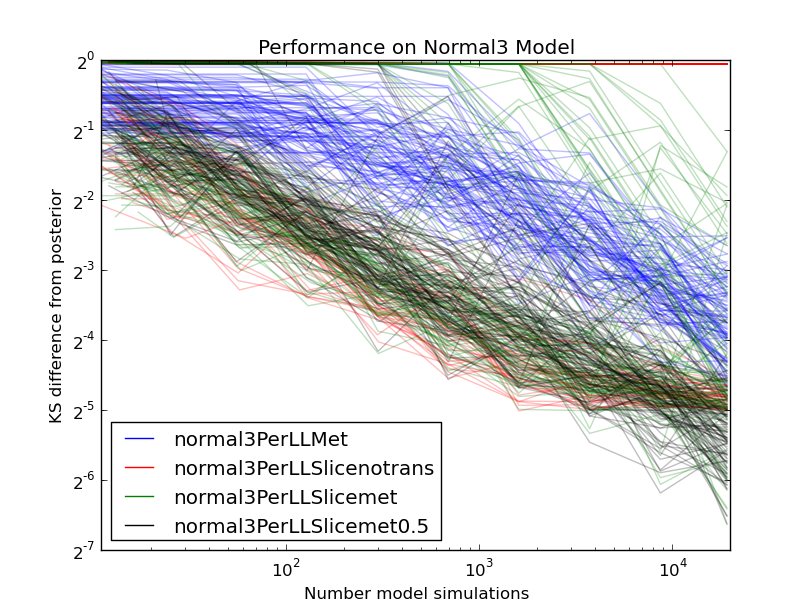 Performance on Normal3 Model
KS difference from posterior
2^0
2^-1
2^-2
2^-3
2^-4
2^-5
2^-6
2^-7
normal3PerLLMet
normal3PerLLSlicenotrans
normal3PerLLSlicemet
normal3PerLLSlicemet0.5
10^2 10^3 10^4
Number model simulations